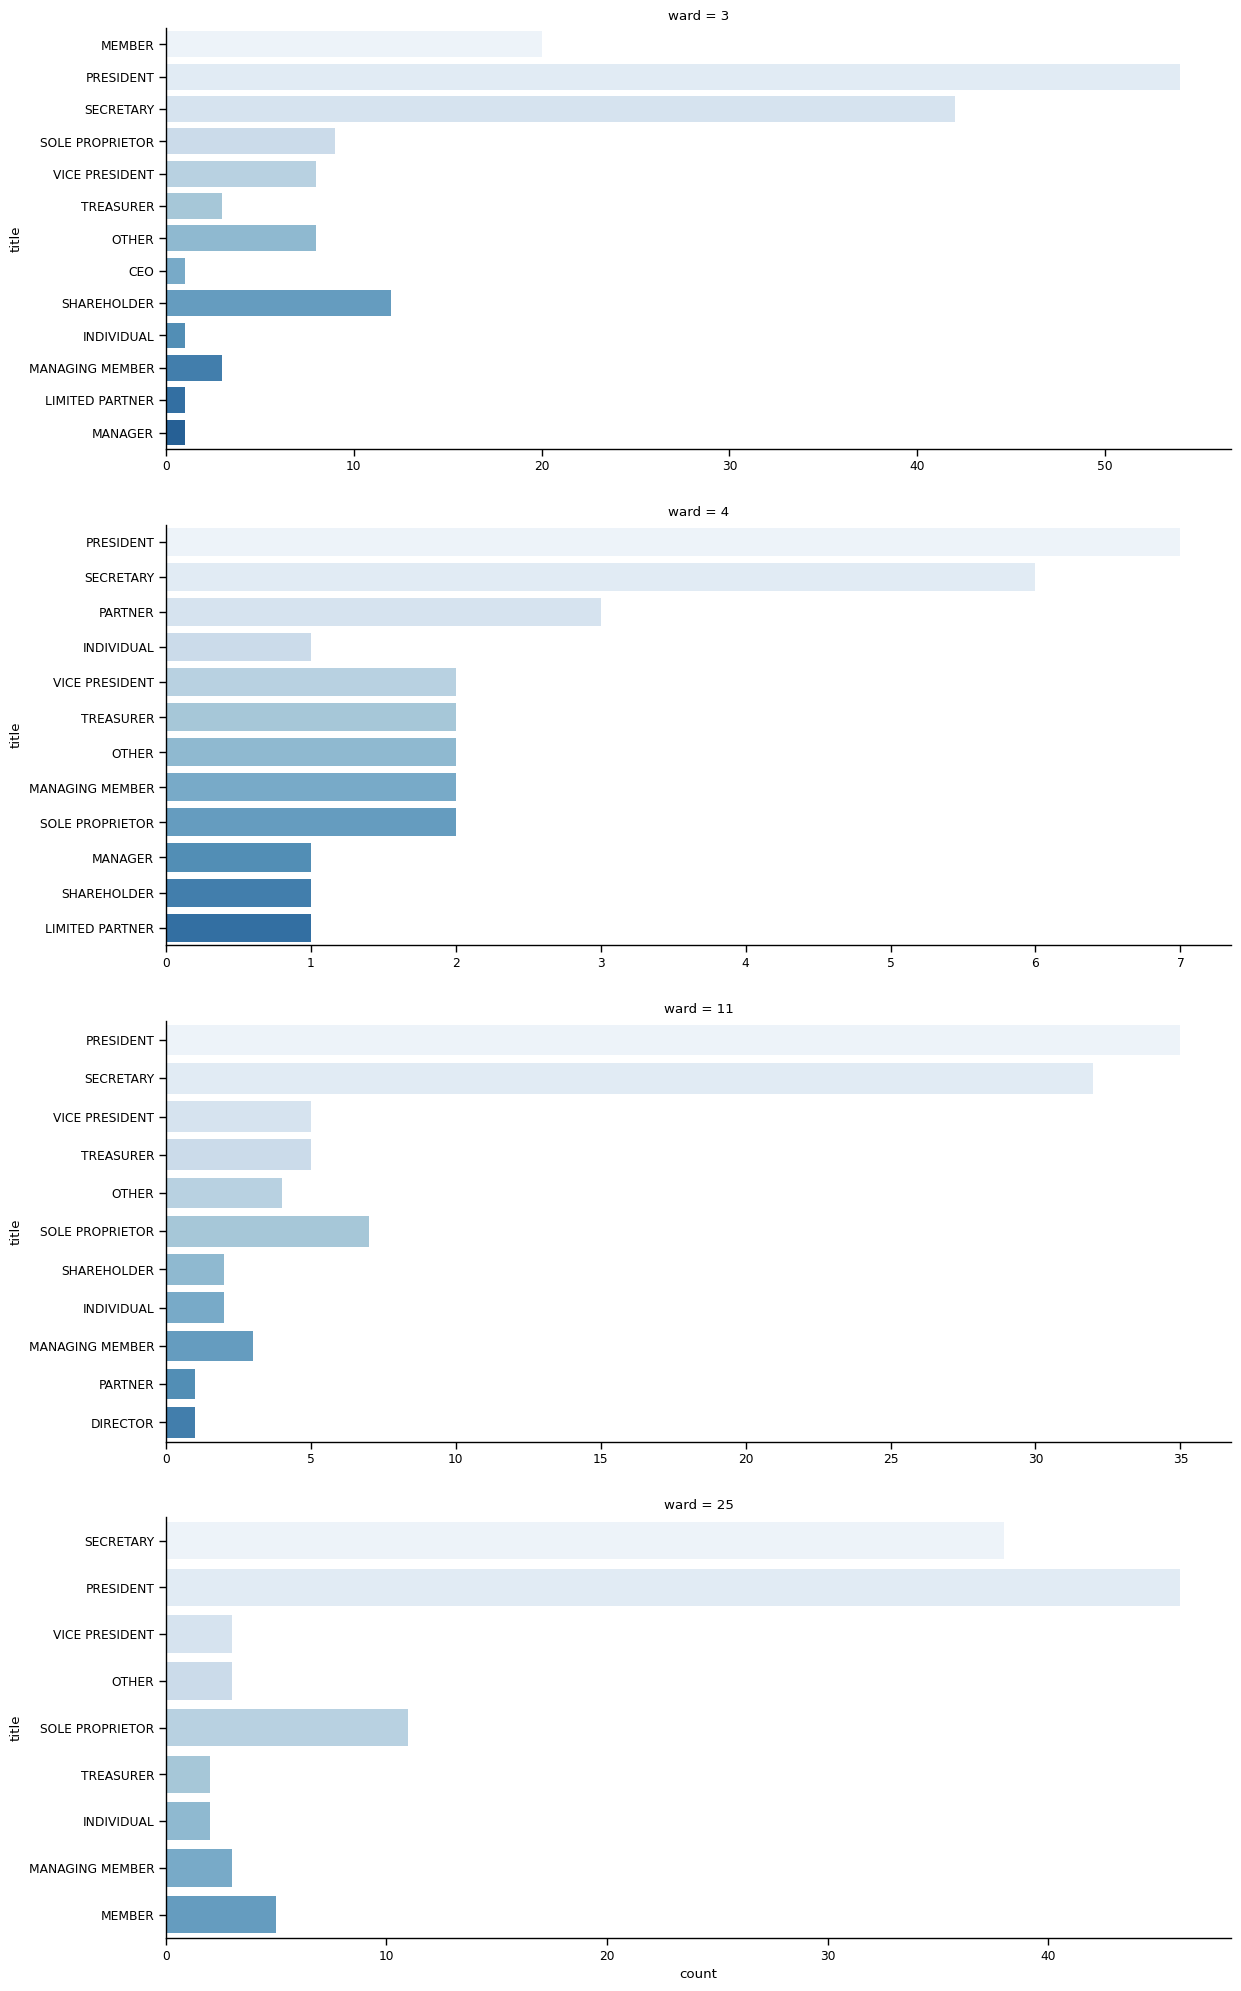 ward = 3
MEMBER
PRESIDENT
SECRETARY
SOLE PROPRIETOR
VICE PRESIDENT
TREASURER
OTHER
CEO
SHAREHOLDER
INDIVIDUAL
MANAGING MEMBER
LIMITED PARTNER
MANAGER
title
0 10 20 30 40 50
ward = 4
PRESIDENT
SECRETARY
PARTNER
INDIVIDUAL
VICE PRESIDENT
TREASURER
OTHER
MANAGING MEMBER
SOLE PROPRIETOR
MANAGER
SHAREHOLDER
LIMITED PARTNER
title
0 1 2 3 4 5 6 7
ward = 11
PRESIDENT
SECRETARY
VICE PRESIDENT
TREASURER
OTHER
SOLE PROPRIETOR
SHAREHOLDER
INDIVIDUAL
MANAGING MEMBER
PARTNER
DIRECTOR
title
0 5 10 15 20 25 30 35
ward = 25
SECRETARY
PRESIDENT
VICE PRESIDENT
OTHER
SOLE PROPRIETOR
TREASURER
INDIVIDUAL
MANAGING MEMBER
MEMBER
title
0 10 20 30 40
count